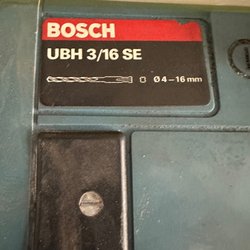 BOSCH
UBH 3/16 SE
Ø 4-16 mm